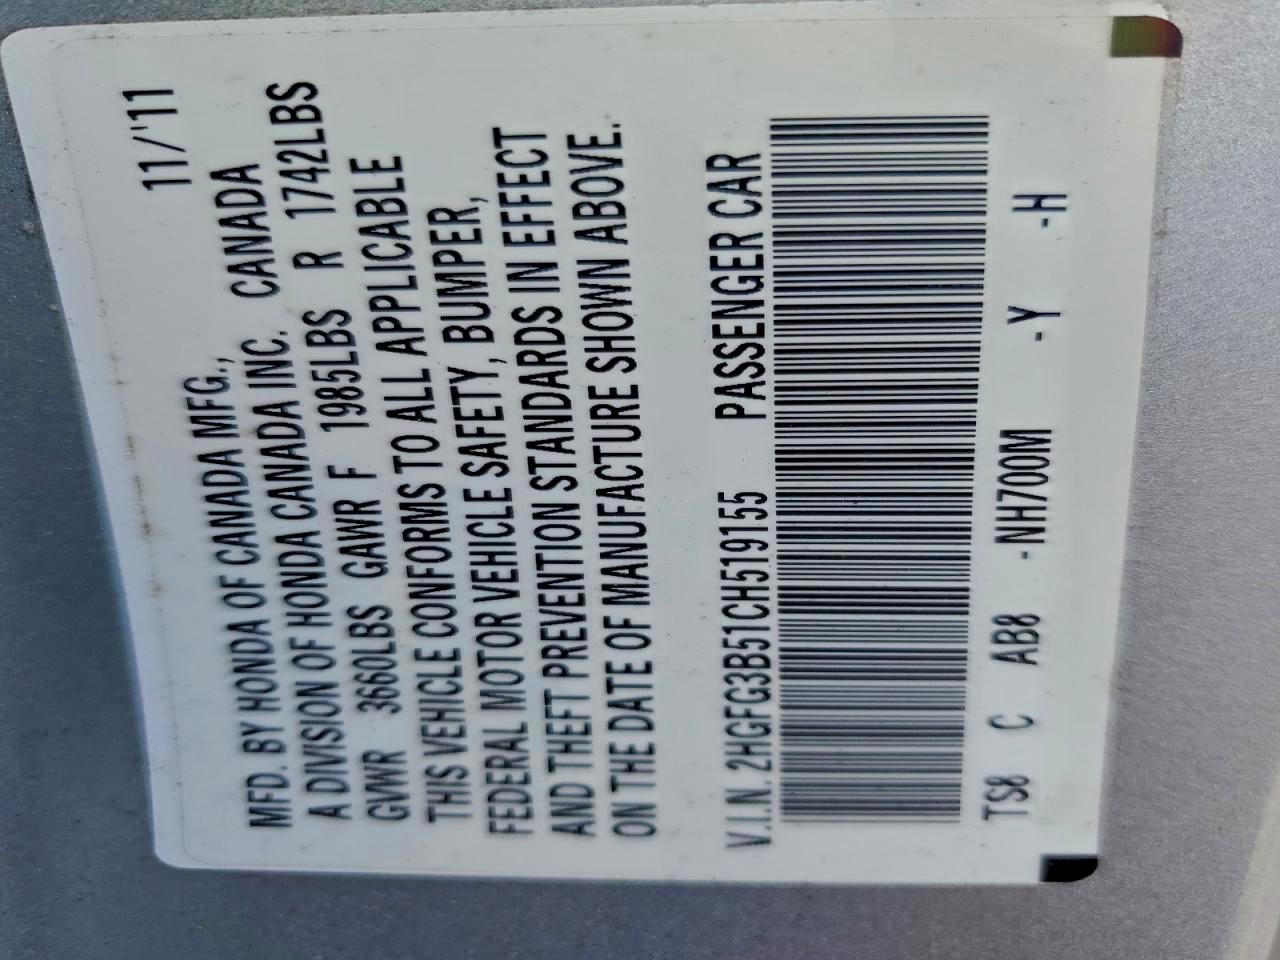 11/'11
MFD. BY HONDA OF CANADA MFG., CANADA
A DIVISION OF HONDA CANADA INC.
GVWR 3660LBS GAWR F 1985LBS R 1742LBS
THIS VEHICLE CONFORMS TO ALL APPLICABLE
FEDERAL MOTOR VEHICLE SAFETY, BUMPER,
AND THEFT PREVENTION STANDARDS IN EFFECT
ON THE DATE OF MANUFACTURE SHOWN ABOVE.
V.I.N. 2HGFG3B51CH519155 PASSENGER CAR
TS8 C AB8 -NH700M -Y -H